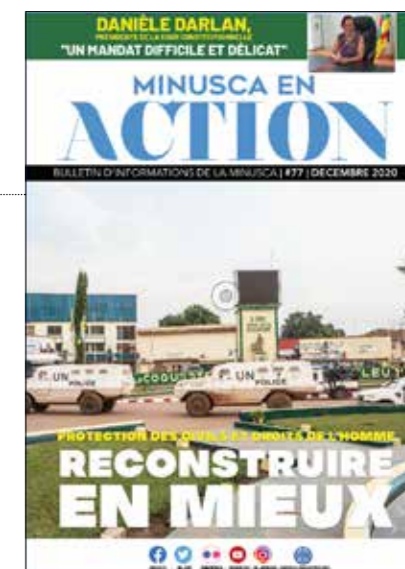 DANIÈLE DARLAN,
PRÉSIDENTE DE LA COUR CONSTITUTIONNELLE
"UN MANDAT DIFFICILE ET DÉLICAT"
MINUSCA EN
ACTION
BULLETIN D'INFORMATIONS DE LA MINUSCA | #77 | DECEMBRE 2020
UN
POLICE
UN
POLICE
PROTECTION DES CIVILS ET DROITS DE L'HOMME
RECONSTRUIRE
EN MIEUX